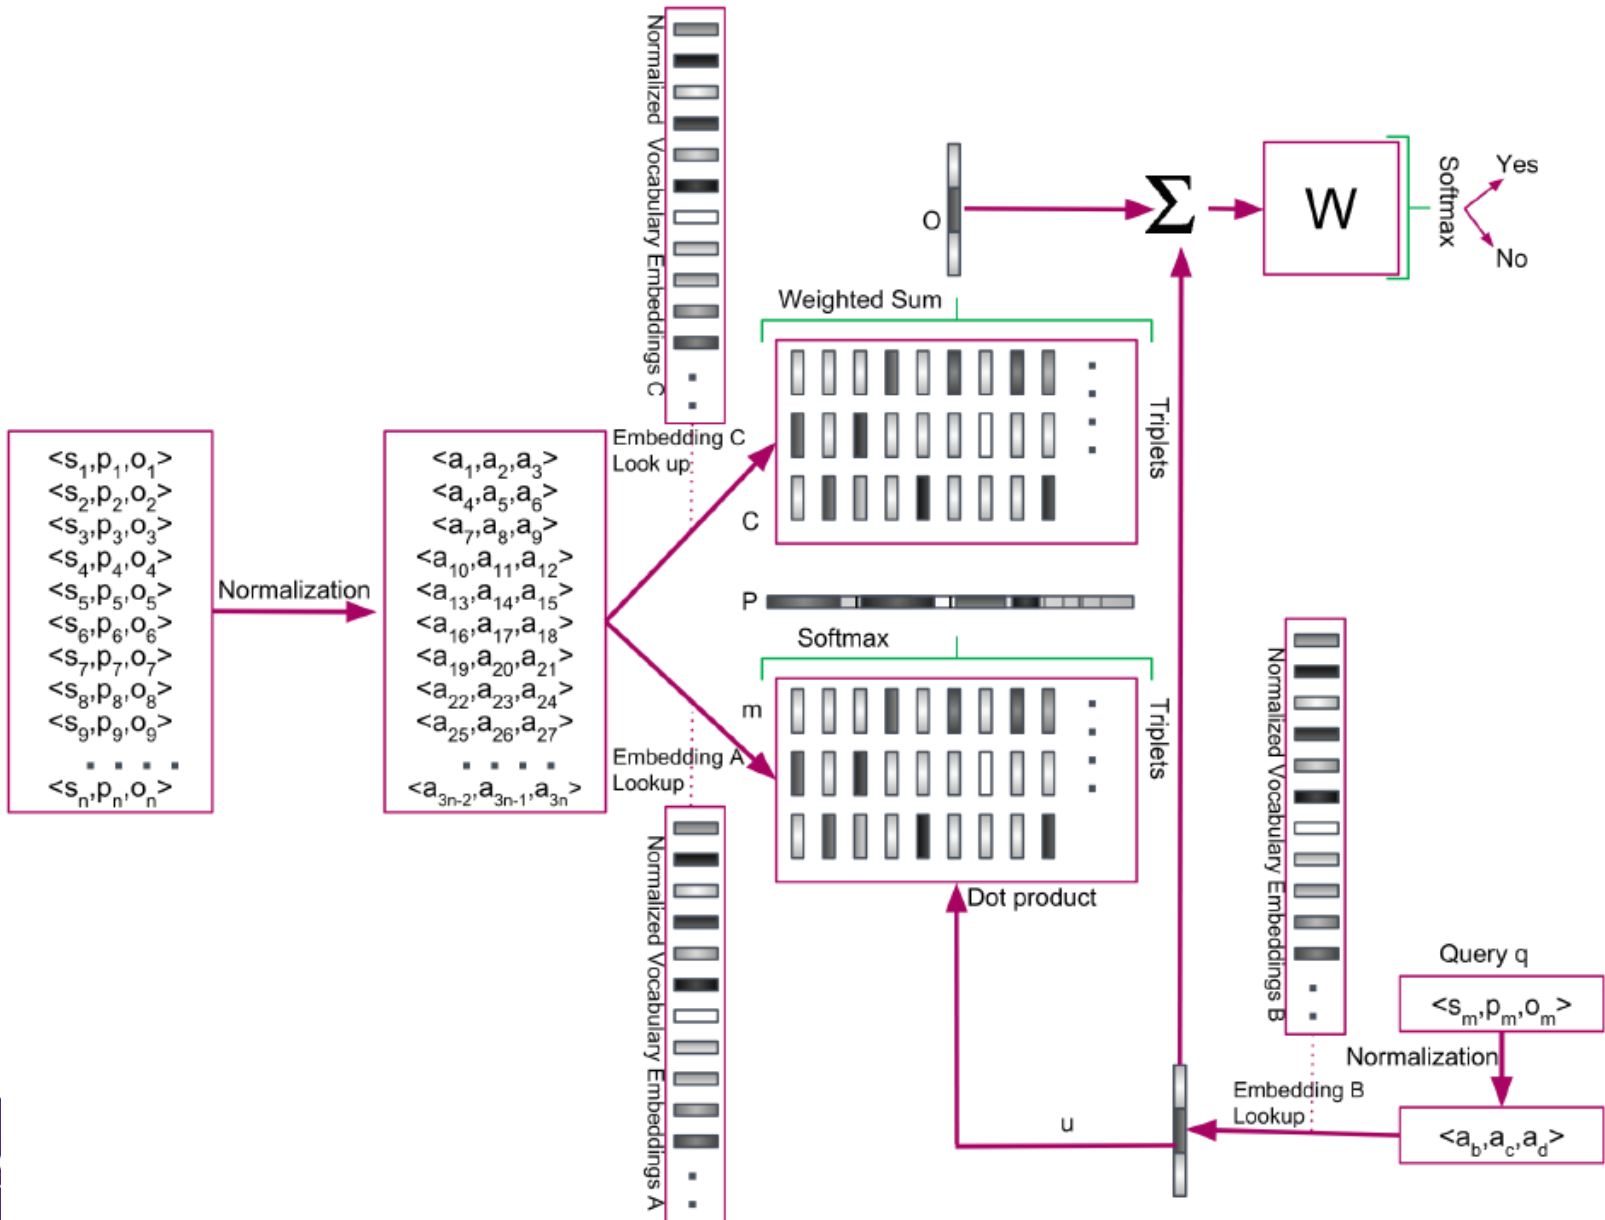 Normalized Vocabulary Embeddings C
O
Σ
W
Softmax
Yes
No
Weighted Sum
Triplets
C
Embedding C
Look up
<s1,p1,o1>
<s2,p2,o2>
<s3,p3,o3>
<s4,p4,o4>
<s5,p5,o5>
<s6,p6,o6>
<s7,p7,o7>
<s8,p8,o8>
<s9,p9,o9>
<sn,pn,on>
Normalization
<a1,a2,a3>
<a4,a5,a6>
<a7,a8,a9>
<a10,a11,a12>
<a13,a14,a15>
<a16,a17,a18>
<a19,a20,a21>
<a22,a23,a24>
<a25,a26,a27>
<a3n-2,a3n-1,a3n>
P
Softmax
m
Triplets
Embedding A
Lookup
Dot product
Normalized Vocabulary Embeddings A
Normalized Vocabulary Embeddings B
Query q
<sm,pm,om>
Normalization
Embedding B
Lookup
<ab,ac,ad>
u